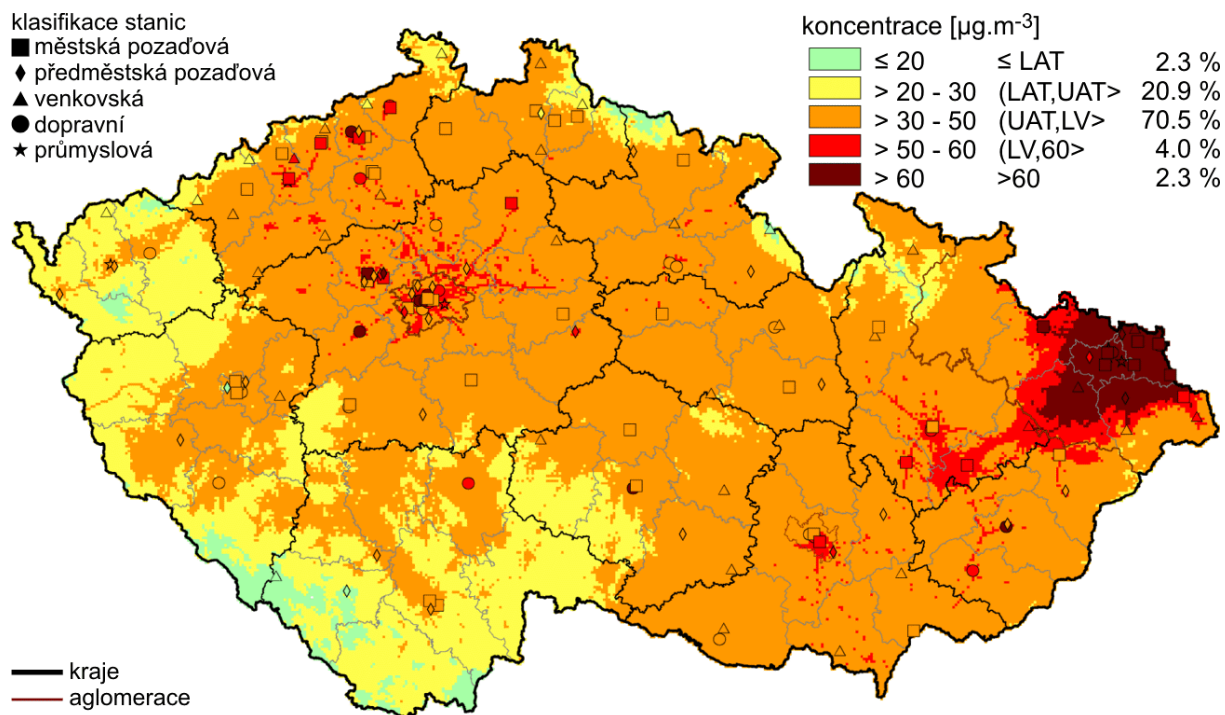 klasifikace stanic
městská pozaďová
předměstská pozaďová
venkovská
dopravní
průmyslová
koncentrace [µg.m-3]
≤ 20 ≤ LAT 2.3 %
> 20 - 30 (LAT,UAT> 20.9 %
> 30 - 50 (UAT,LV> 70.5 %
> 50 - 60 (LV,60> 4.0 %
> 60 >60 2.3 %
kraje
aglomerace